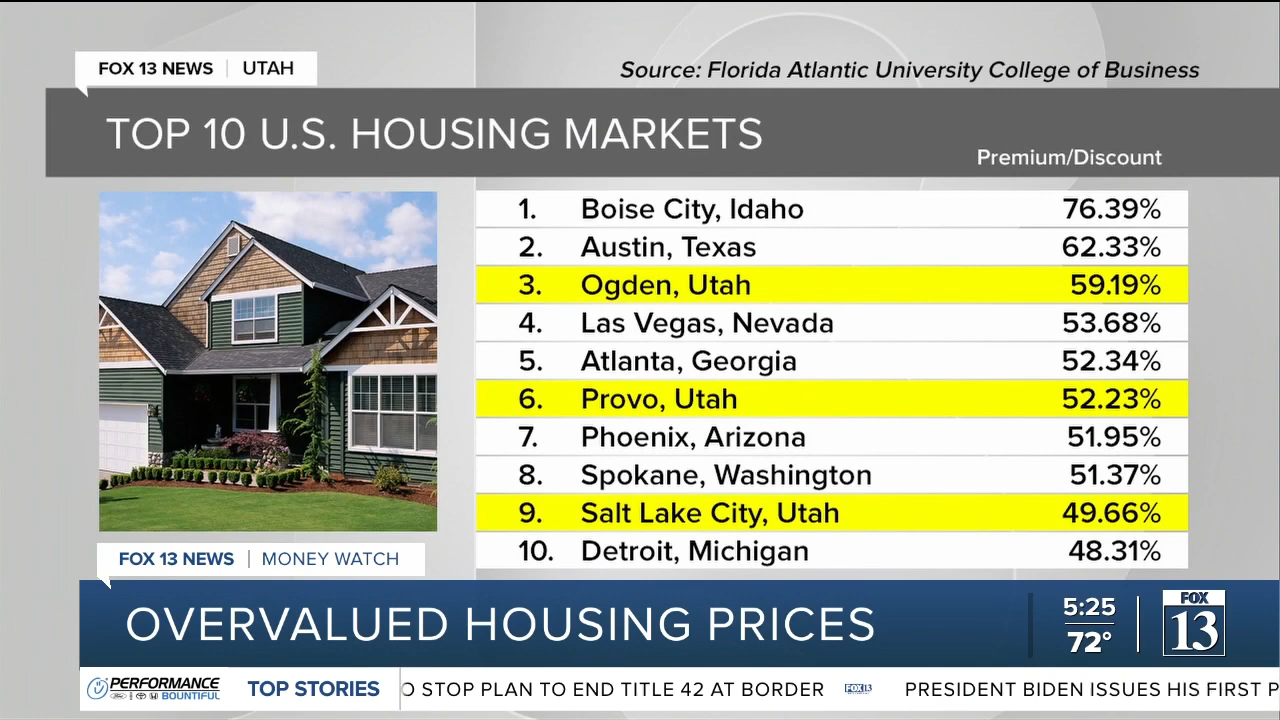 FOX 13 NEWS | UTAH
Source: Florida Atlantic University College of Business
TOP 10 U.S. HOUSING MARKETS
Premium/Discount
1. Boise City, Idaho 76.39%
2. Austin, Texas 62.33%
3. Ogden, Utah 59.19%
4. Las Vegas, Nevada 53.68%
5. Atlanta, Georgia 52.34%
6. Provo, Utah 52.23%
7. Phoenix, Arizona 51.95%
8. Spokane, Washington 51.37%
9. Salt Lake City, Utah 49.66%
10. Detroit, Michigan 48.31%
FOX 13 NEWS | MONEY WATCH
OVERVALUED HOUSING PRICES
5:25
72°
FOX
13
PERFORMANCE
BOUNTIFUL
TOP STORIES
O STOP PLAN TO END TITLE 42 AT BORDER FOX 13 PRESIDENT BIDEN ISSUES HIS FIRST P